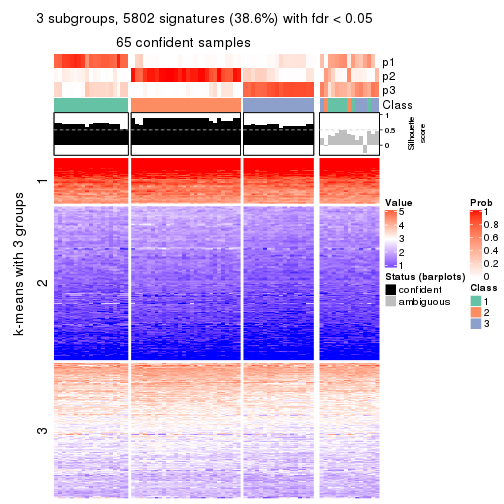 3 subgroups, 5802 signatures (38.6%) with fdr < 0.05
65 confident samples
p1
p2
p3
Class
1
0.5
0
Silhouette
score
k-means with 3 groups
1
2
3
Value
5
4
3
2
1
Status (barplots)
confident
ambiguous
Prob
1
0.8
0.6
0.4
0.2
0
Class
1
2
3